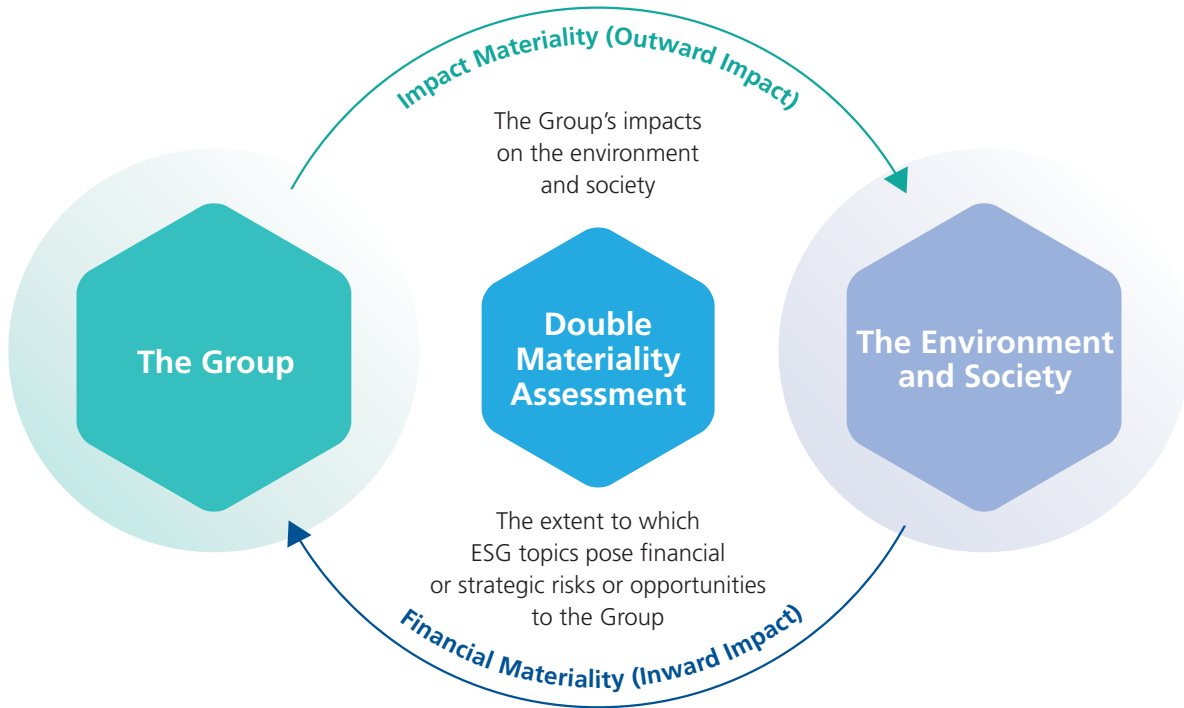 Impact Materiality (Outward Impact)
The Group’s impacts
on the environment
and society
The Group
Double
Materiality
Assessment
The Environment
and Society
The extent to which
ESG topics pose financial
or strategic risks or opportunities
to the Group
Financial Materiality (Inward Impact)